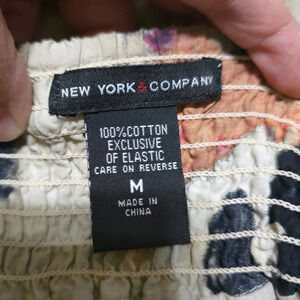 NEW YORK & COMPANY
100% COTTON
EXCLUSIVE
OF ELASTIC
CARE ON REVERSE
M
MADE IN
CHINA